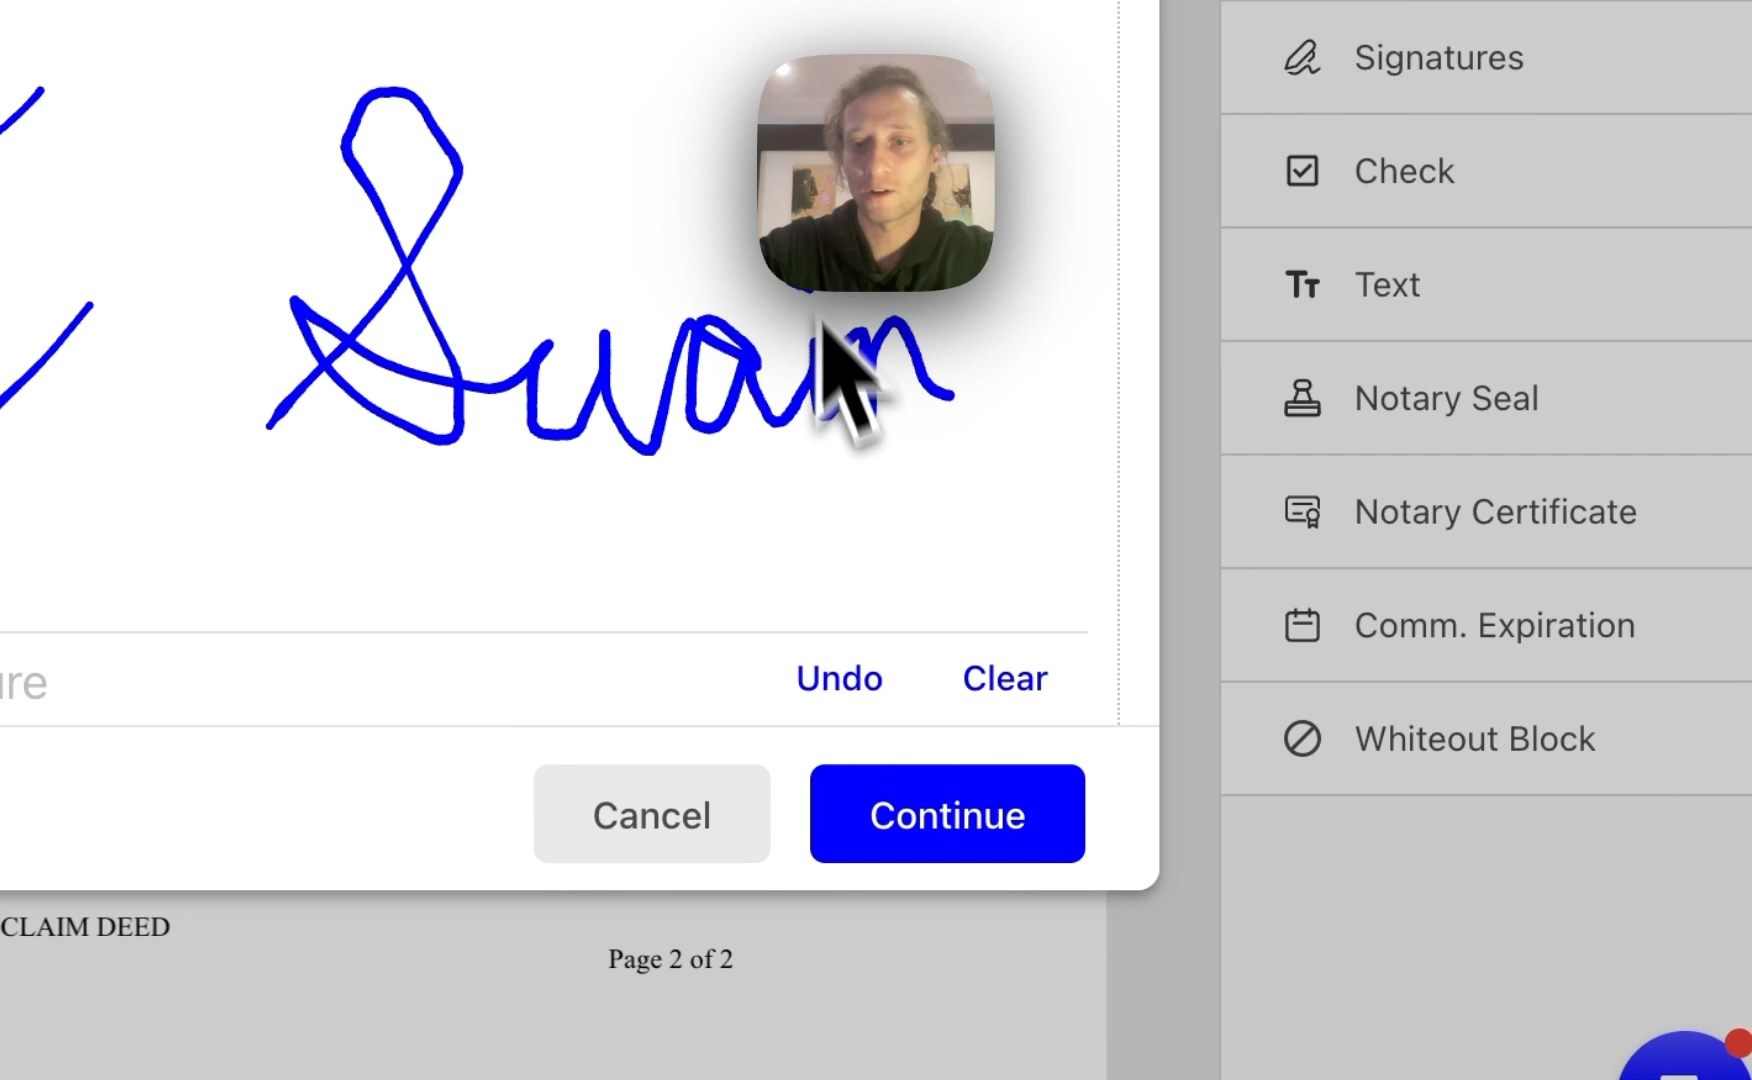 Signatures
Check
Text
Notary Seal
Notary Certificate
Comm. Expiration
Whiteout Block
Swain
Undo Clear
Cancel Continue
CLAIM DEED
Page 2 of 2